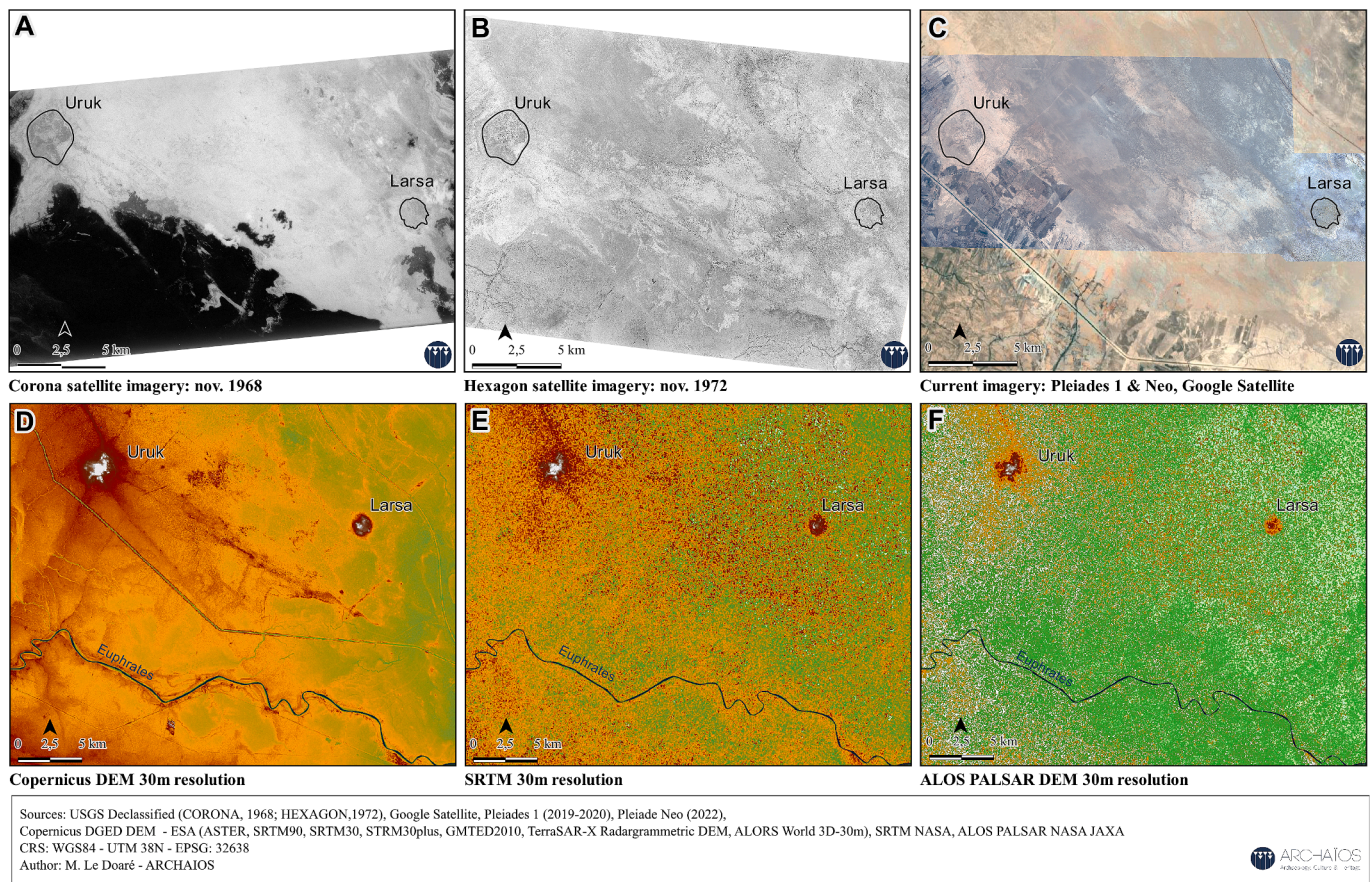 A
Uruk
Larsa
0 2,5 5 km
Corona satellite imagery: nov. 1968
B
Uruk
Larsa
0 2,5 5 km
Hexagon satellite imagery: nov. 1972
C
Uruk
Larsa
0 2,5 5 km
Current imagery: Pleiades 1 & Neo, Google Satellite
D
Uruk
Larsa
Euphrates
0 2,5 5 km
Copernicus DEM 30m resolution
E
Uruk
Larsa
Euphrates
0 2,5 5 km
SRTM 30m resolution
F
Uruk
Larsa
Euphrates
0 2,5 5 km
ALOS PALSAR DEM 30m resolution
Sources: USGS Declassified (CORONA, 1968; HEXAGON,1972), Google Satellite, Pleiades 1 (2019-2020), Pleiade Neo (2022),
Copernicus DGED DEM - ESA (ASTER, SRTM90, SRTM30, STRM30plus, GMTED2010, TerraSAR-X Radargrammetric DEM, ALORS World 3D-30m), SRTM NASA, ALOS PALSAR NASA JAXA
CRS: WGS84 - UTM 38N - EPSG: 32638
Author: M. Le Doaré - ARCHAIOS
ARCHAÏOS
Archaeology, Culture & Heritage